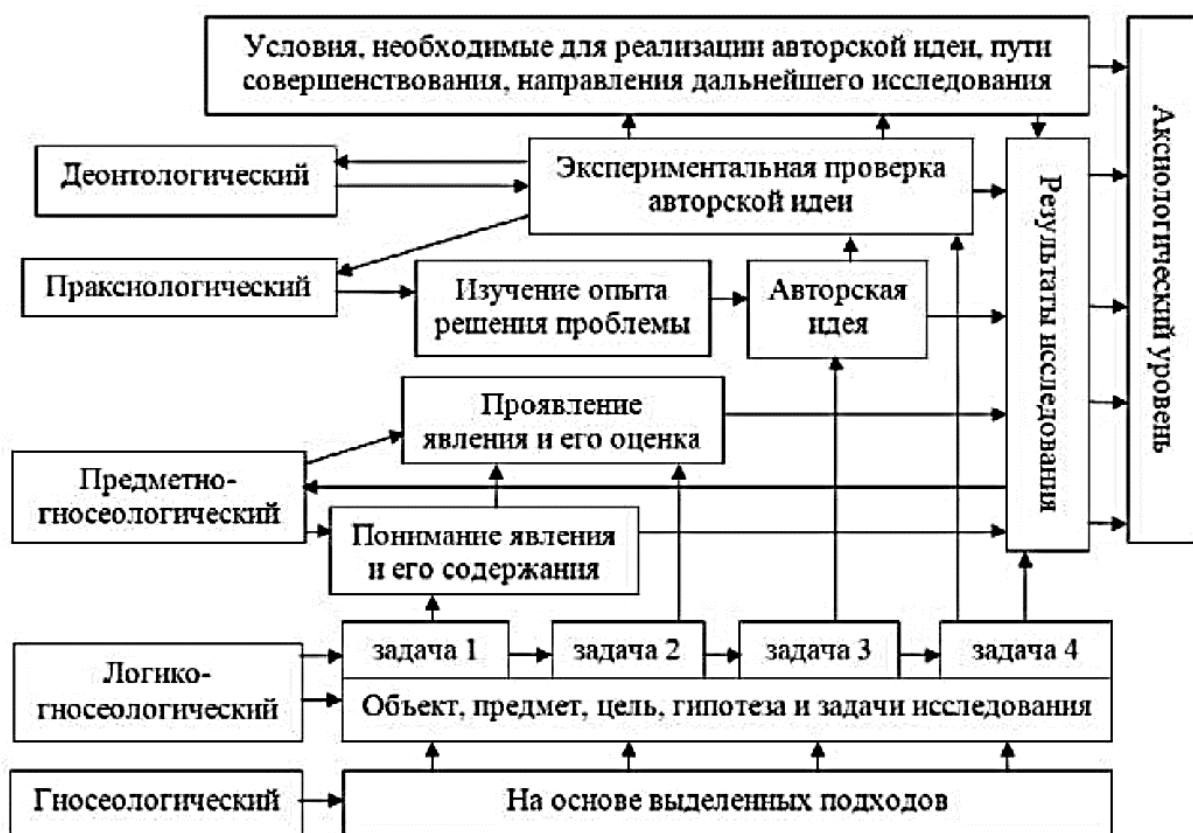 Условия, необходимые для реализации авторской идеи, пути
совершенствования, направления дальнейшего исследования
Аксиологический уровень
Деонтологический
Экспериментальная проверка
авторской идеи
Результаты исследования
Праксиологический
Изучение опыта
решения проблемы
Авторская
идея
Проявление
явления и его оценка
Предметно-
гносеологический
Понимание явления
и его содержания
Логико-
гносеологический
задача 1
задача 2
задача 3
задача 4
Объект, предмет, цель, гипотеза и задачи исследования
Гносеологический
На основе выделенных подходов